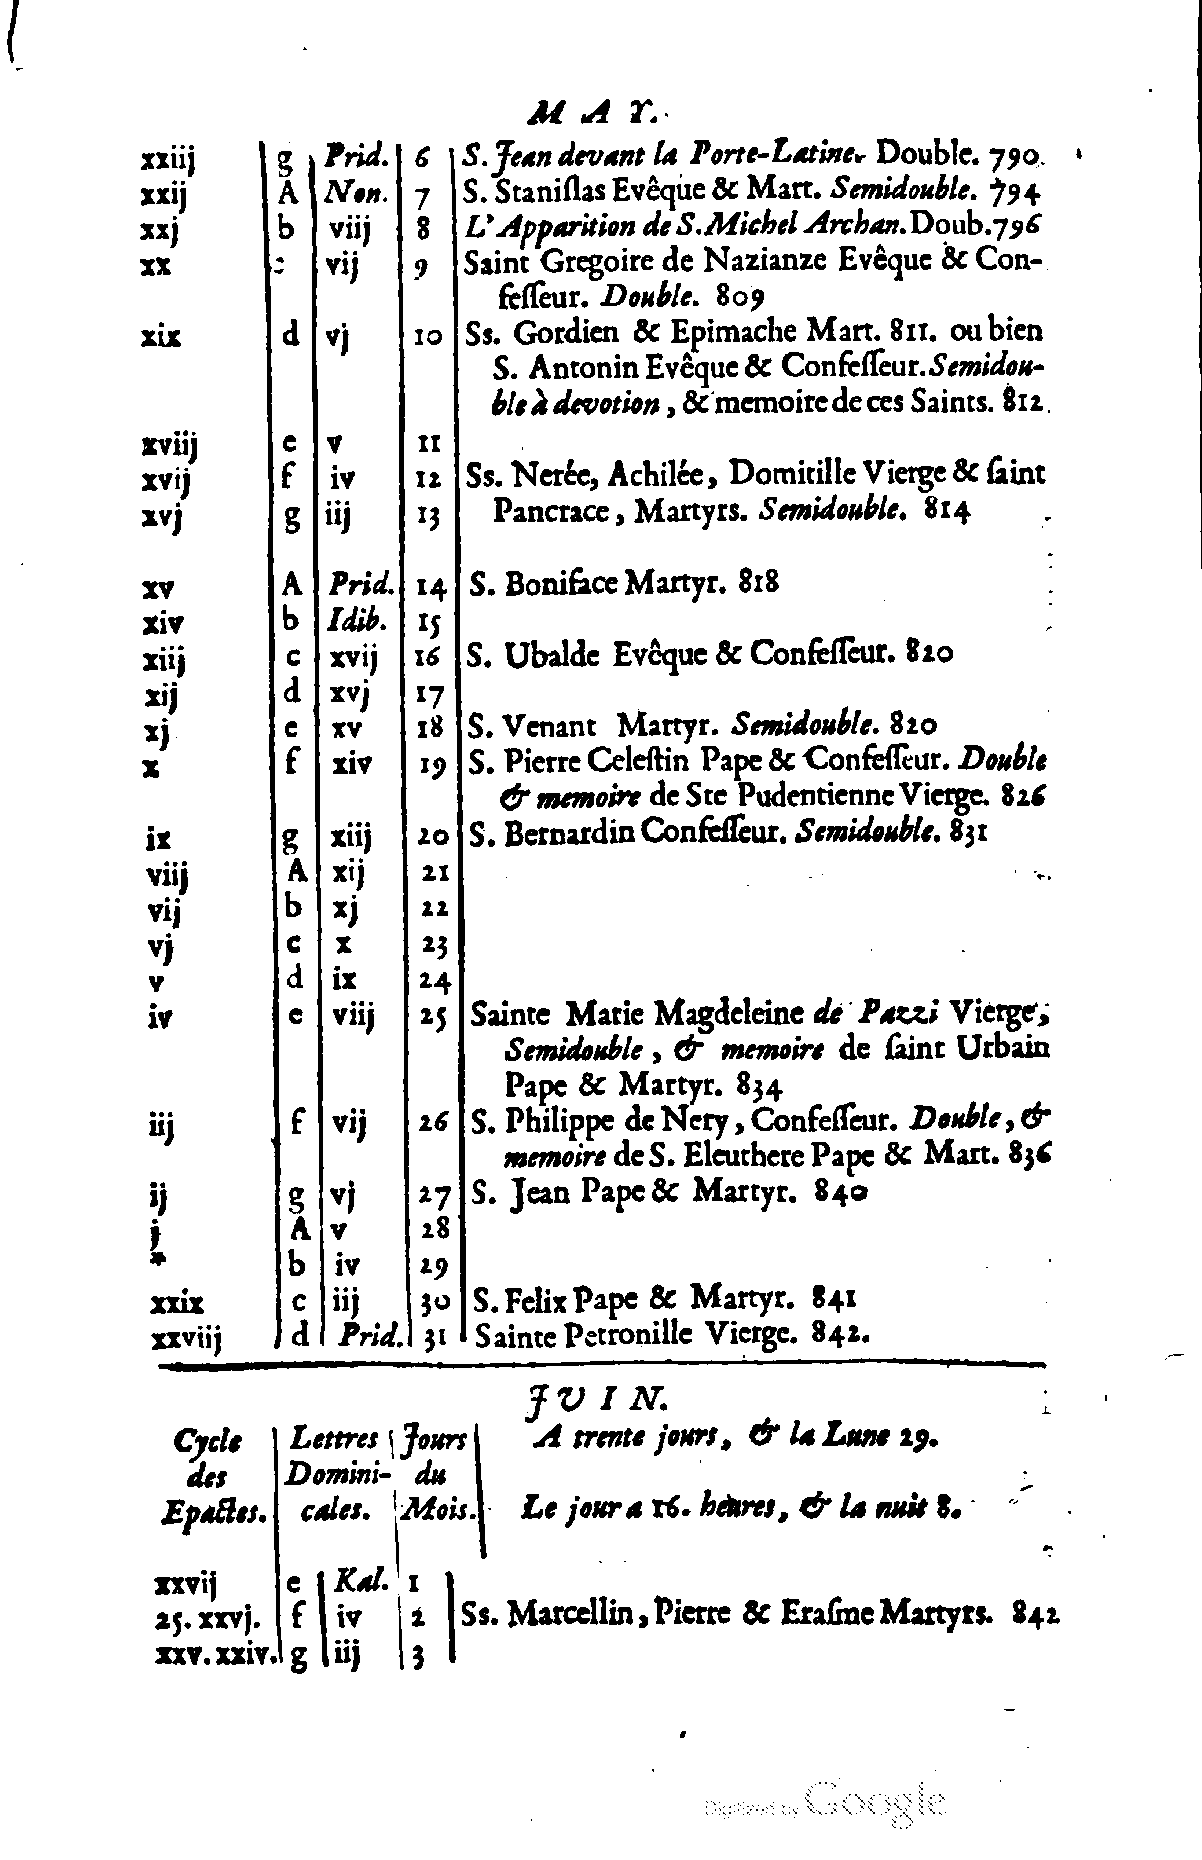 MAY.
xxiij g Prid. 6 S. Jean devant la Porte-Latine. Double. 790.
xxij A Non. 7 S. Staniſlas Evêque & Mart. Semidouble. 794
xxj b viij 8 L'Apparition de S. Michel Archan. Doub. 796
xx c vij 9 Saint Gregoire de Nazianze Evêque & Con-
feſſeur. Double. 809
xix d vj 10 Ss. Gordien & Epimache Mart. 811. ou bien
S. Antonin Evêque & Confeſſeur. Semidou-
ble à devotion, & memoire de ces Saints. 812.
xviij e v 11
xvij f iv 12 Ss. Nerée, Achilée, Domitille Vierge & ſaint
xvj g iij 13 Pancrace, Martyrs. Semidouble. 814
xv A Prid. 14 S. Boniface Martyr. 818
xiv b Idib. 15
xiij c xvij 16 S. Ubalde Evêque & Confeſſeur. 820
xij d xvj 17
xj e xv 18 S. Venant Martyr. Semidouble. 820
x f xiv 19 S. Pierre Celeſtin Pape & Confeſſeur. Double
& memoire de Ste Pudentienne Vierge. 826
ix g xiij 20 S. Bernardin Confeſſeur. Semidouble. 831
viij A xij 21
vij b xj 22
vj c x 23
v d ix 24
iv e viij 25 Sainte Marie Magdeleine de Pazzi Vierge,
Semidouble, & memoire de ſaint Urbain
Pape & Martyr. 834
iij f vij 26 S. Philippe de Nery, Confeſſeur. Double, &
memoire de S. Eleuthere Pape & Mart. 836
ij g vj 27 S. Jean Pape & Martyr. 840
j A v 28
* b iv 29
xxix c iij 30 S. Felix Pape & Martyr. 841
xxviij d Prid. 31 Sainte Petronille Vierge. 842.
JUIN.
Cycle Lettres Jours A trente jours, & la Lune 29.
des Domini- du
Epactes. cales. Mois. Le jour a 16. heures, & la nuit 8.
xxvij e Kal. 1
25. xxvj. f iv 2 Ss. Marcellin, Pierre & Eraſme Martyrs. 842
xxv. xxiv. g iij 3
Digitized by Google